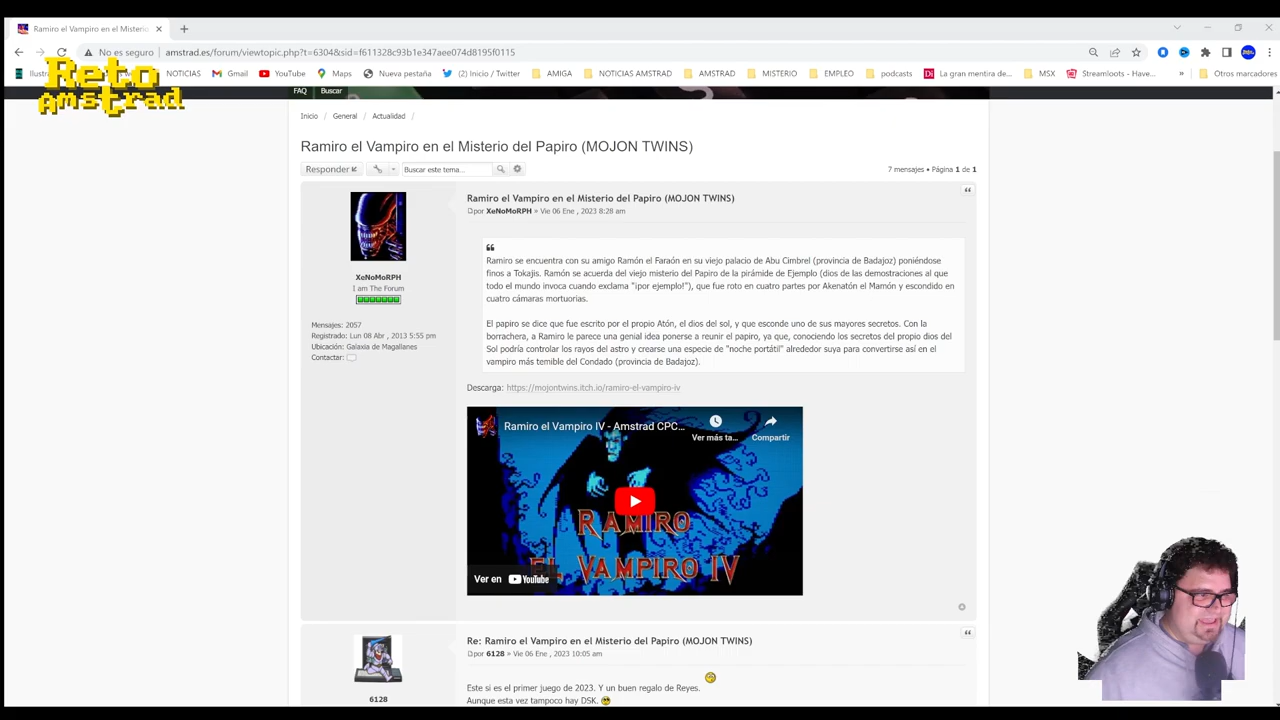 Ramiro el Vampiro en el Misterio
No es seguro
amstrad.es/forum/viewtopic.php?t=6304&sid=f611328c93b1e347aee074d8195f0115
NOTICIAS
Gmail
YouTube
Maps
Nueva pestaña
(2) Inicio / Twitter
AMIGA
NOTICIAS AMSTRAD
AMSTRAD
MISTERIO
EMPLEO
podcasts
La gran mentira de...
MSX
Streamloots - Have...
»
Otros marcadores
Reto
Amstrad
FAQ
Buscar
Inicio / General / Actualidad /
Ramiro el Vampiro en el Misterio del Papiro (MOJON TWINS)
Responder
Buscar este tema...
7 mensajes • Página 1 de 1
Ramiro el Vampiro en el Misterio del Papiro (MOJON TWINS)
por XeNoMoRPH » Vie 06 Ene , 2023 8:28 am
XeNoMoRPH
I am The Forum
Mensajes: 2057
Registrado: Lun 08 Abr , 2013 5:55 pm
Ubicación: Galaxia de Magallanes
Contactar:
Ramiro se encuentra con su amigo Ramón el Faraón en su viejo palacio de Abu Cimbrel (provincia de Badajoz) poniéndose
finos a Tokajis. Ramón se acuerda del viejo misterio del Papiro de la pirámide de Ejemplo (dios de las demostraciones al que
todo el mundo invoca cuando exclama "¡por ejemplo!"), que fue roto en cuatro partes por Akenatón el Mamón y escondido en
cuatro cámaras mortuorias.
El papiro se dice que fue escrito por el propio Atón, el dios del sol, y que esconde uno de sus mayores secretos. Con la
borrachera, a Ramiro le parece una genial idea ponerse a reunir el papiro, ya que, conociendo los secretos del propio dios del
Sol podría controlar los rayos del astro y crearse una especie de "noche portátil" alrededor suya para convertirse así en el
vampiro más temible del Condado (provincia de Badajoz).
Descarga: https://mojontwins.itch.io/ramiro-el-vampiro-iv
Ramiro el Vampiro IV - Amstrad CPC...
Ver más ta...
Compartir
RAMIRO
EL VAMPIRO IV
Ver en YouTube
Re: Ramiro el Vampiro en el Misterio del Papiro (MOJON TWINS)
por 6128 » Vie 06 Ene , 2023 10:05 am
6128
Este si es el primer juego de 2023. Y un buen regalo de Reyes.
Aunque esta vez tampoco hay DSK.